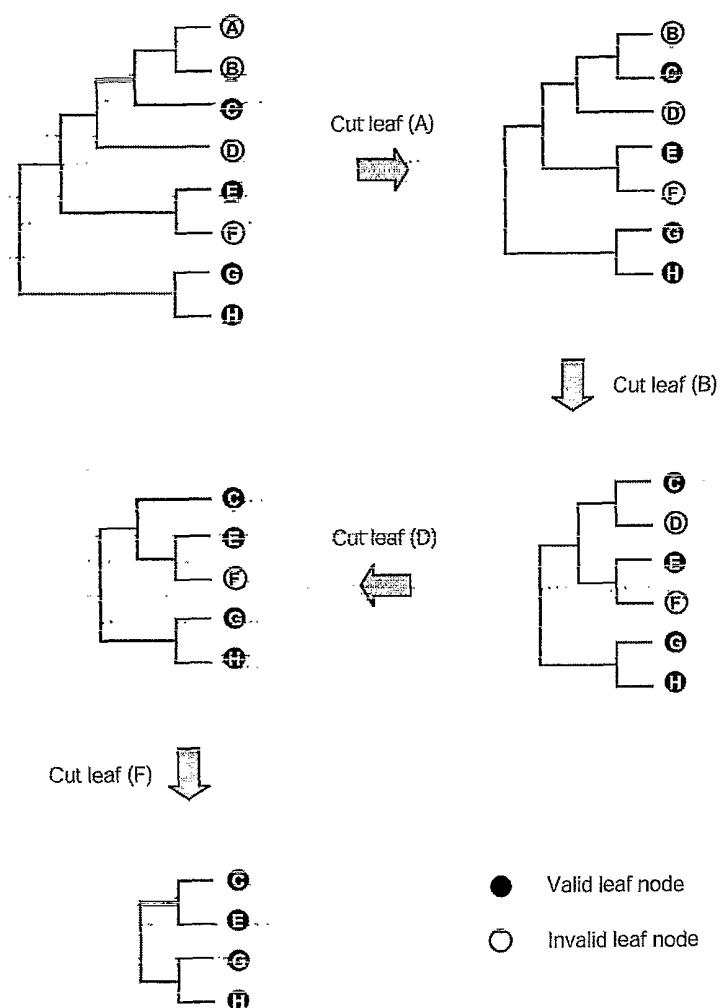 A
B
C
D
E
F
G
H
Cut leaf (A)
B
C
D
E
F
G
H
Cut leaf (B)
C
D
E
F
G
H
Cut leaf (D)
C
E
F
G
H
Cut leaf (F)
C
E
G
H
Valid leaf node
Invalid leaf node